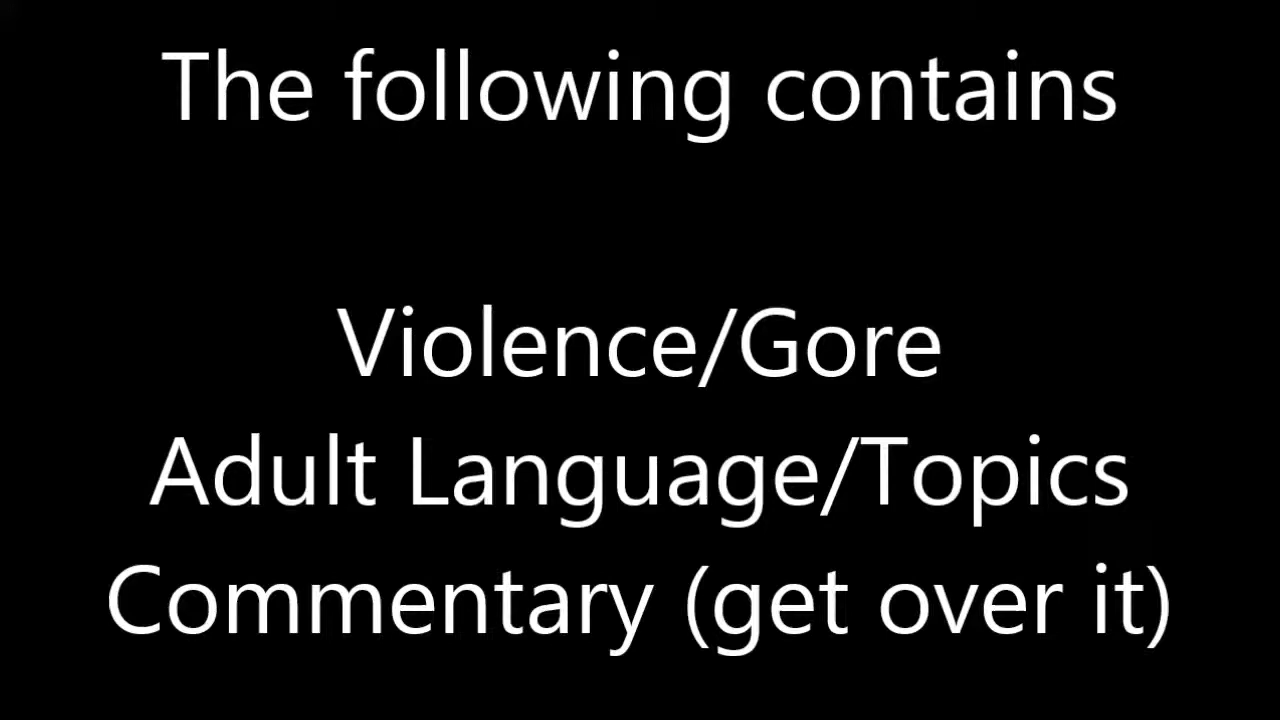 The following contains
Violence/Gore
Adult Language/Topics
Commentary (get over it)